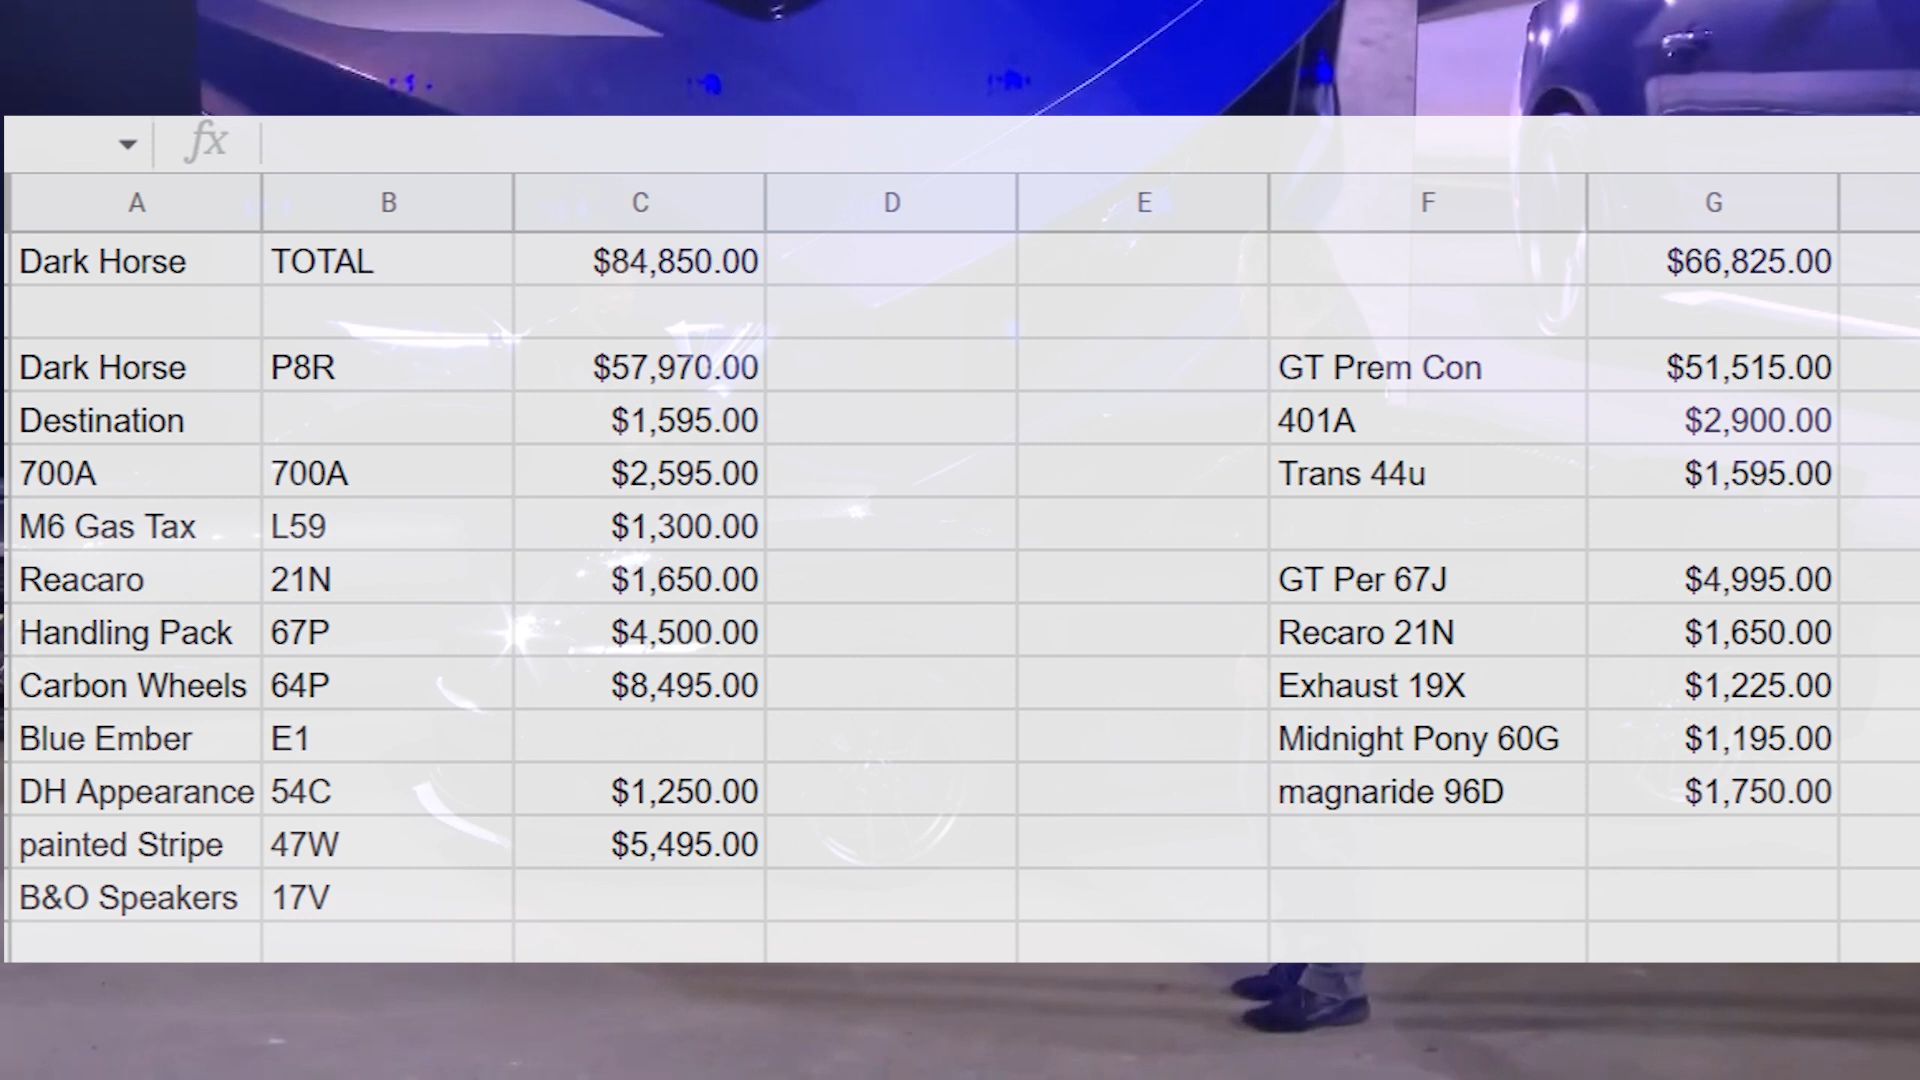 fx
A B C D E F G
Dark Horse TOTAL $84,850.00 $66,825.00
Dark Horse P8R $57,970.00 GT Prem Con $51,515.00
Destination $1,595.00 401A $2,900.00
700A 700A $2,595.00 Trans 44u $1,595.00
M6 Gas Tax L59 $1,300.00
Reacaro 21N $1,650.00 GT Per 67J $4,995.00
Handling Pack 67P $4,500.00 Recaro 21N $1,650.00
Carbon Wheels 64P $8,495.00 Exhaust 19X $1,225.00
Blue Ember E1 Midnight Pony 60G $1,195.00
DH Appearance 54C $1,250.00 magnaride 96D $1,750.00
painted Stripe 47W $5,495.00
B&O Speakers 17V